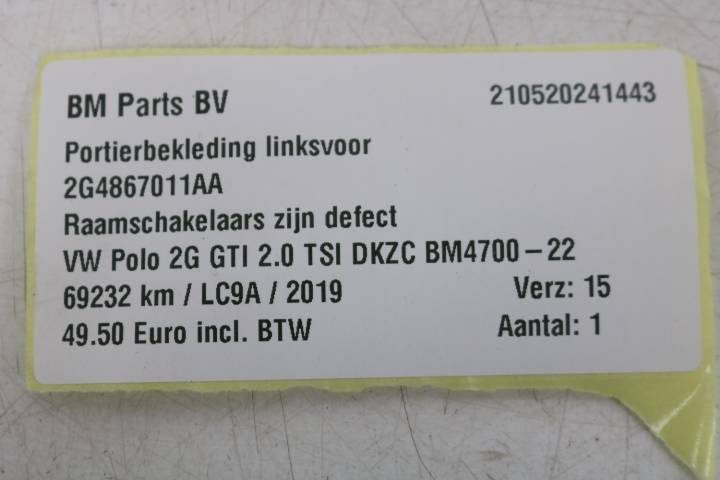 BM Parts BV 210520241443
Portierbekleding linksvoor
2G4867011AA
Raamschakelaars zijn defect
VW Polo 2G GTI 2.0 TSI DKZC BM4700-22
69232 km / LC9A / 2019 Verz: 15
49.50 Euro incl. BTW Aantal: 1